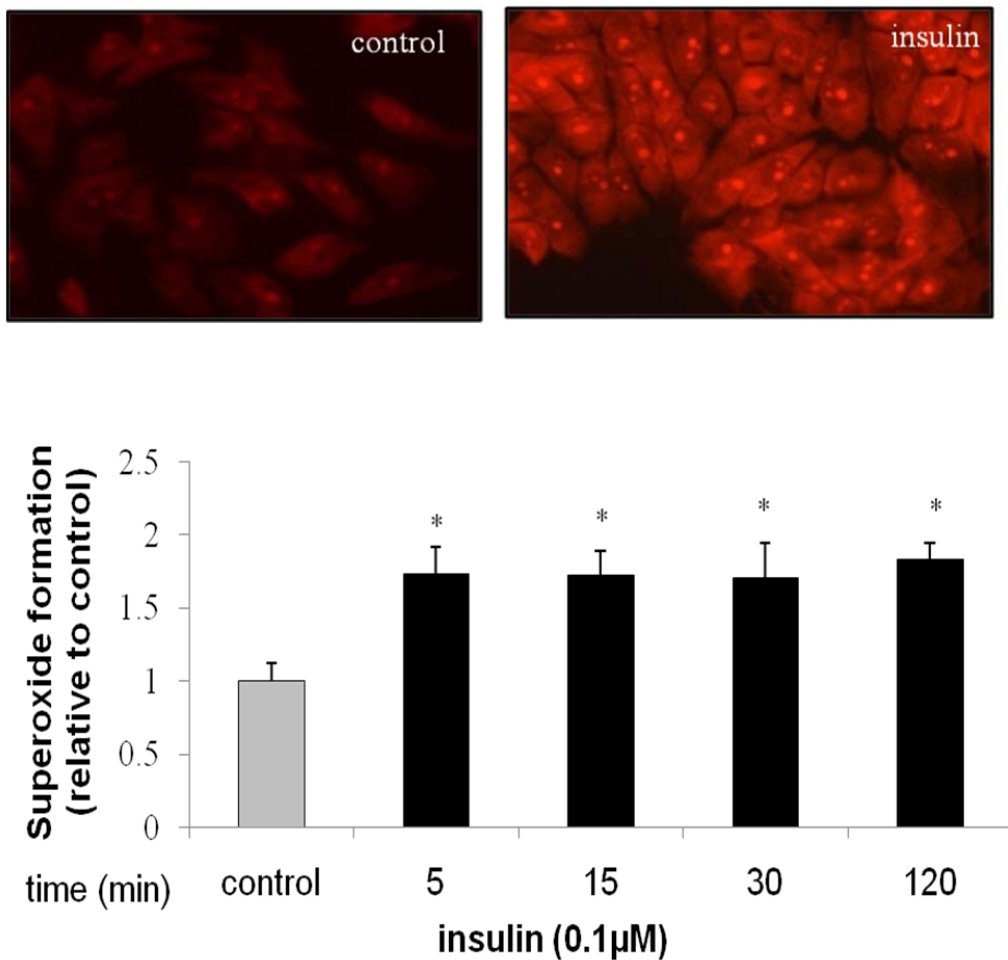 control
insulin
Superoxide formation
(relative to control)
2.5
2
1.5
1
0.5
0
* * * *
time (min) control 5 15 30 120
insulin (0.1µM)